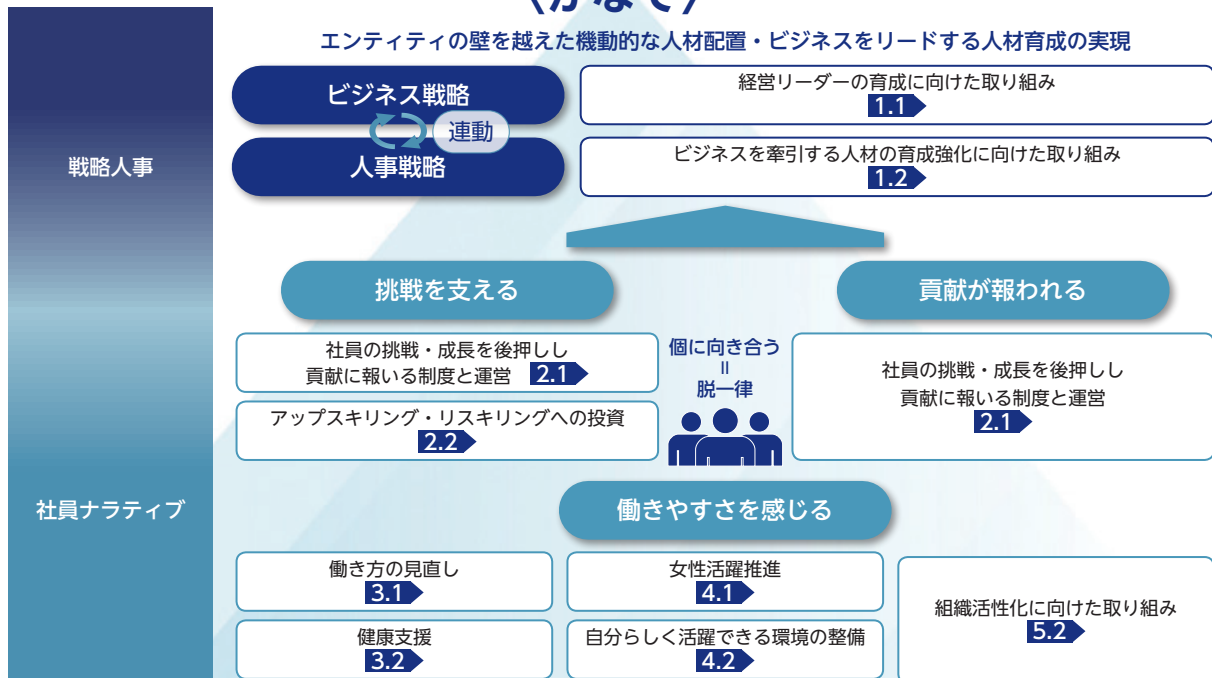 〈かなで〉
エンティティの壁を越えた機動的な人材配置・ビジネスをリードする人材育成の実現
戦略人事
ビジネス戦略
連動
人事戦略
経営リーダーの育成に向けた取り組み
1.1
ビジネスを牽引する人材の育成強化に向けた取り組み
1.2
社員ナラティブ
挑戦を支える
貢献が報われる
社員の挑戦・成長を後押しし
貢献に報いる制度と運営 2.1
アップスキリング・リスキリングへの投資
2.2
個に向き合う
=
脱一律
社員の挑戦・成長を後押しし
貢献に報いる制度と運営
2.1
働きやすさを感じる
働き方の見直し
3.1
女性活躍推進
4.1
健康支援
3.2
自分らしく活躍できる環境の整備
4.2
組織活性化に向けた取り組み
5.2